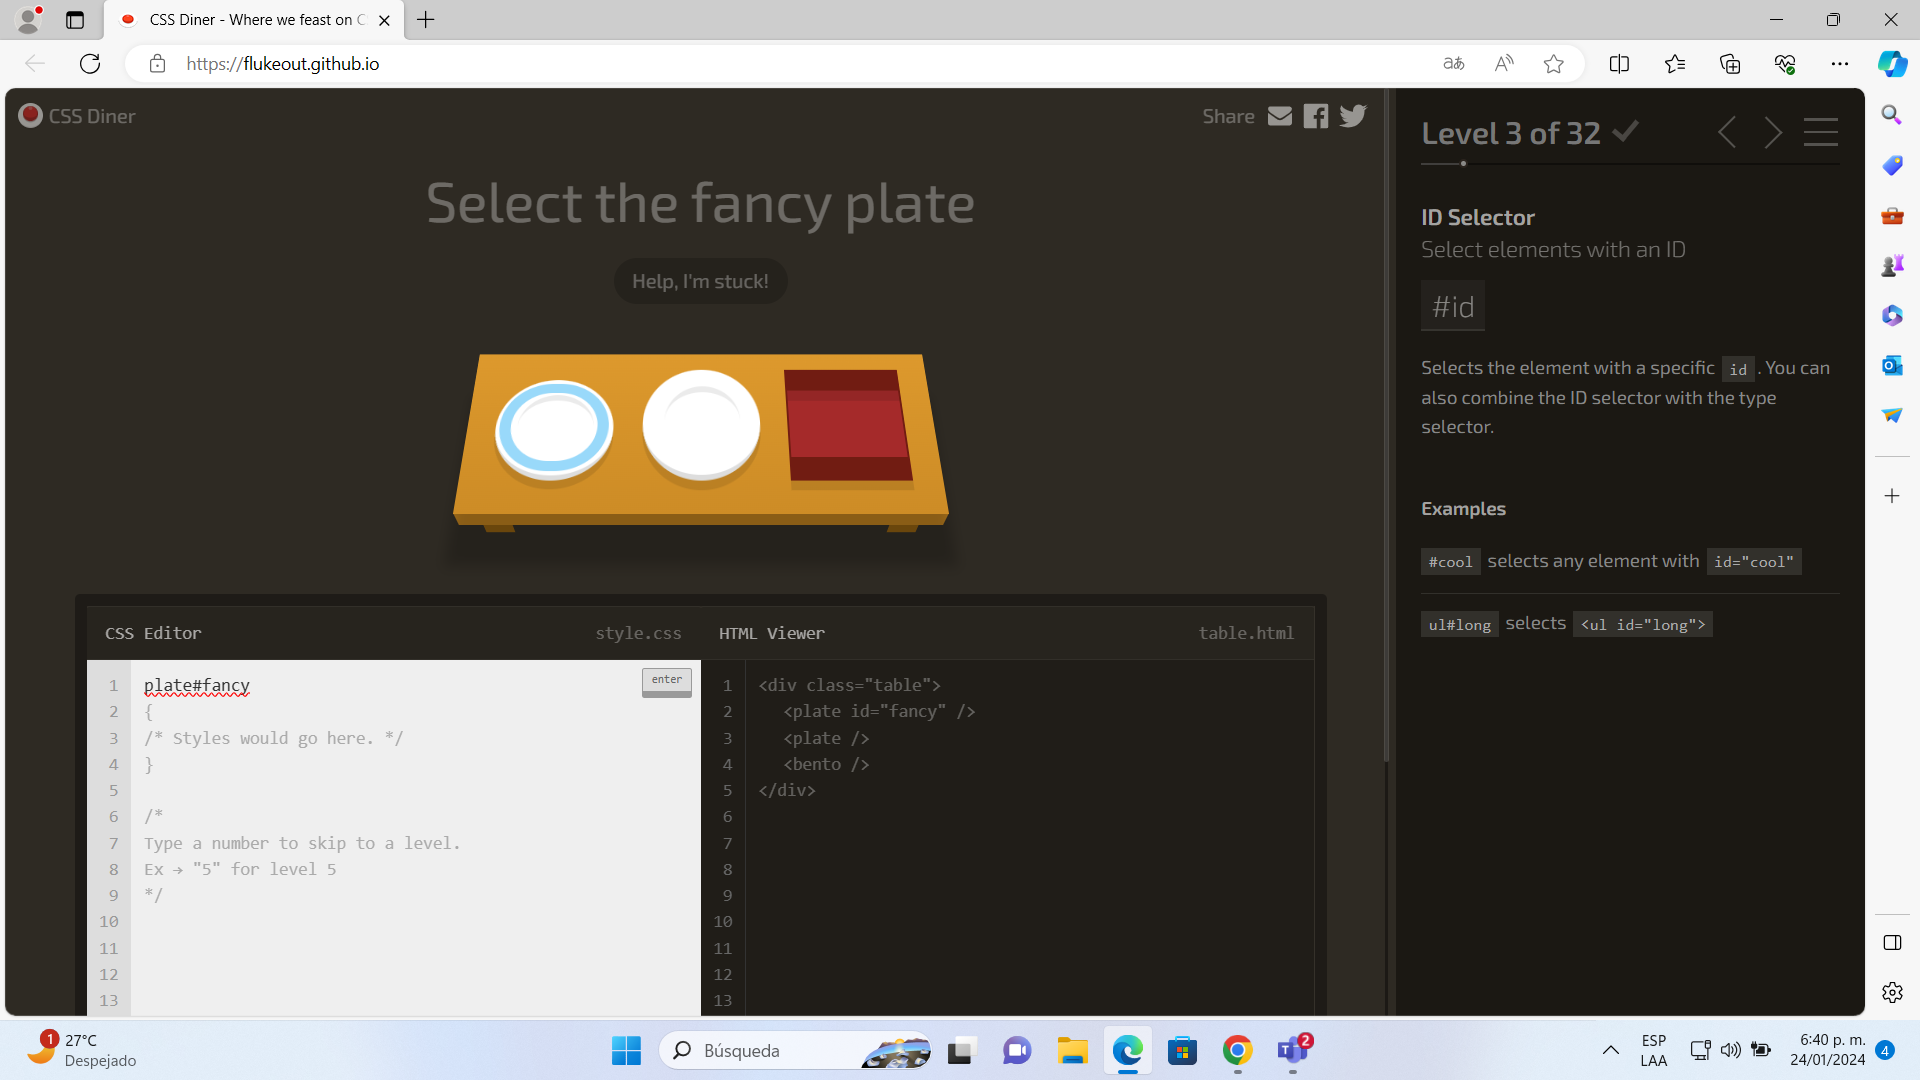 CSS Diner - Where we feast on C
https://flukeout.github.io
CSS Diner
Share
Level 3 of 32
Select the fancy plate
Help, I'm stuck!
ID Selector
Select elements with an ID
#id
Selects the element with a specific id . You can
also combine the ID selector with the type
selector.
Examples
#cool selects any element with id="cool"
ul#long selects <ul id="long">
CSS Editor style.css
1 plate#fancy
enter
2 {
3 /* Styles would go here. */
4 }
5
6 /*
7 Type a number to skip to a level.
8 Ex → "5" for level 5
9 */
10
11
12
13
HTML Viewer table.html
1 <div class="table">
2 <plate id="fancy" />
3 <plate />
4 <bento />
5 </div>
6
7
8
9
10
11
12
13
1
27°C
Despejado
Búsqueda
2
ESP
LAA
6:40 p. m.
24/01/2024
4